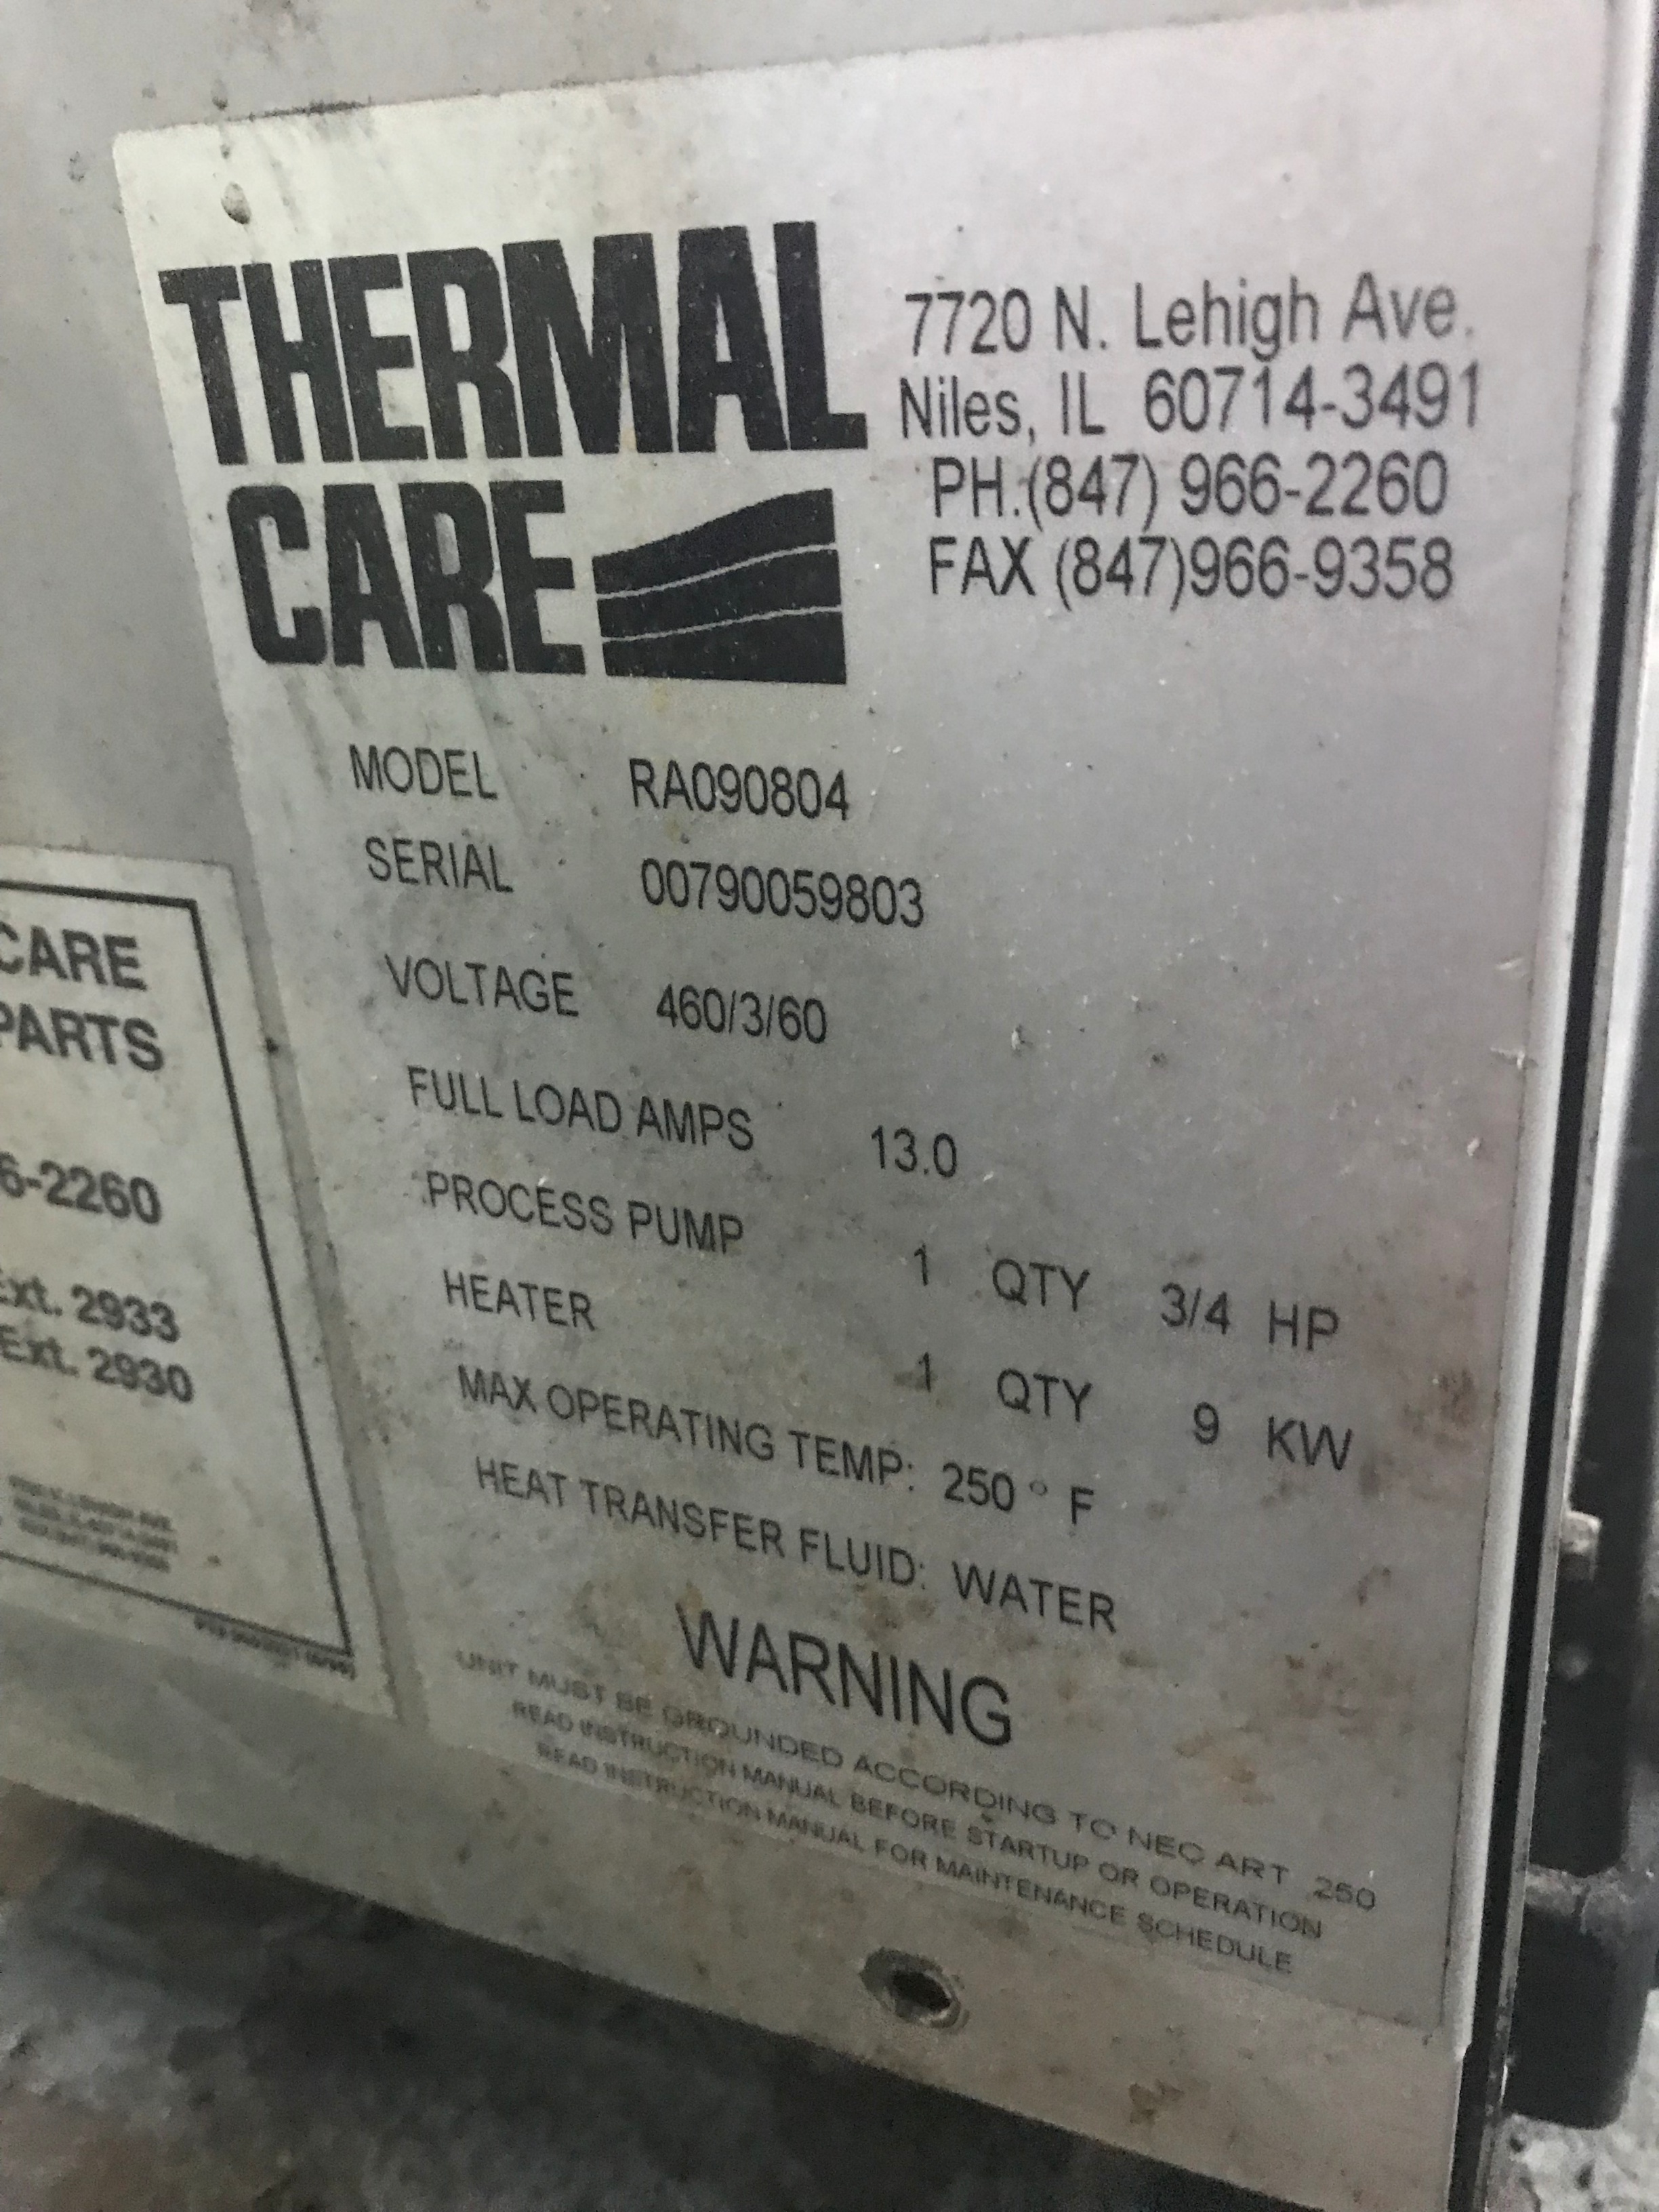 THERMAL
CARE
7720 N. Lehigh Ave.
Niles, IL 60714-3491
PH.(847) 966-2260
FAX (847)966-9358
MODEL RA090804
SERIAL 00790059803
VOLTAGE 460/3/60
FULL LOAD AMPS 13.0
PROCESS PUMP 1 QTY 3/4 HP
HEATER 1 QTY 9 KW
MAX OPERATING TEMP: 250 ° F
HEAT TRANSFER FLUID: WATER
WARNING
UNIT MUST BE GROUNDED ACCORDING TO NEC ART 250
READ INSTRUCTION MANUAL BEFORE STARTUP OR OPERATION
READ INSTRUCTION MANUAL FOR MAINTENANCE SCHEDULE
CARE
PARTS
6-2260
Ext. 2933
Ext. 2930